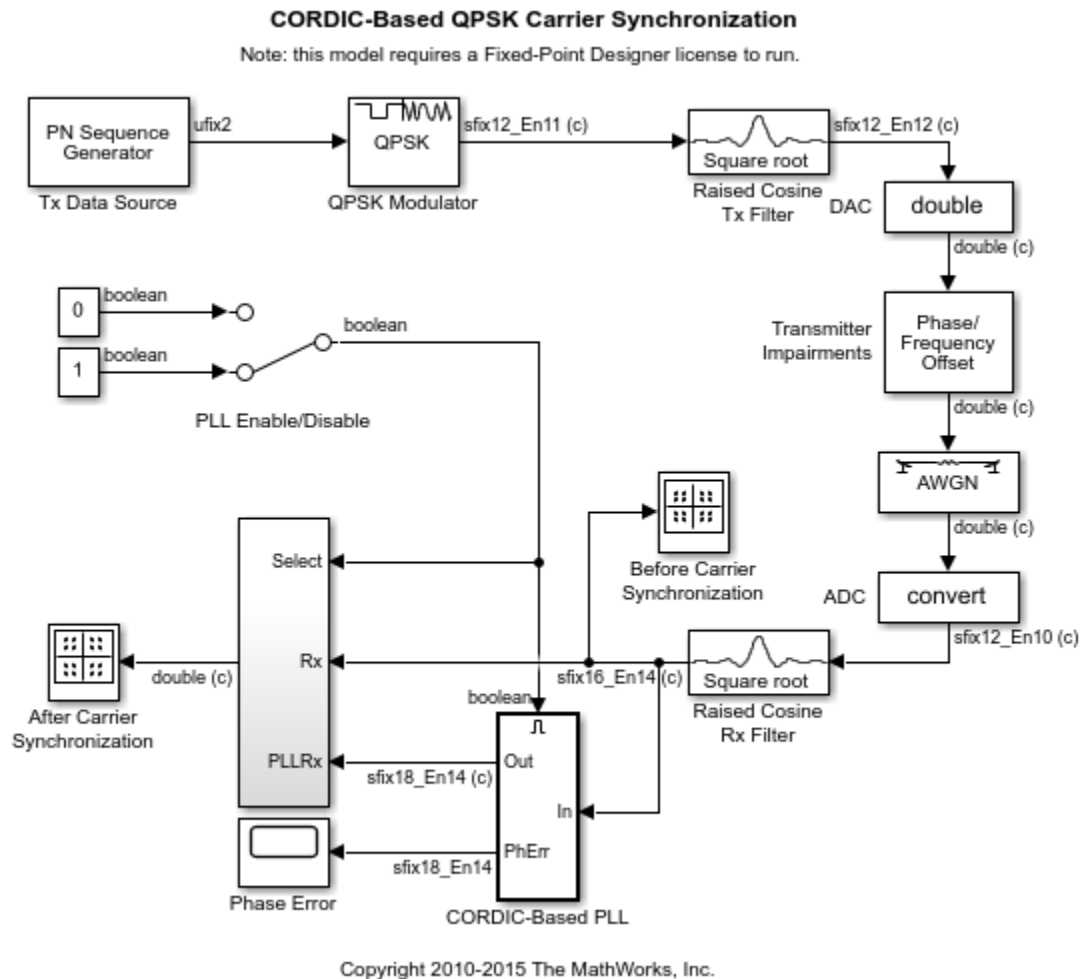 CORDIC-Based QPSK Carrier Synchronization
Note: this model requires a Fixed-Point Designer license to run.
PN Sequence
Generator
ufix2
Tx Data Source
QPSK
sfix12_En11 (c)
QPSK Modulator
Square root
sfix12_En12 (c)
Raised Cosine
Tx Filter
DAC
double
double (c)
0
boolean
1
boolean
boolean
PLL Enable/Disable
Transmitter
Impairments
Phase/
Frequency
Offset
double (c)
AWGN
double (c)
Before Carrier
Synchronization
ADC
convert
sfix12_En10 (c)
Square root
Raised Cosine
Rx Filter
sfix16_En14 (c)
Select
Rx
PLLRx
double (c)
After Carrier
Synchronization
boolean
Out
In
PhErr
sfix18_En14 (c)
sfix18_En14
Phase Error
CORDIC-Based PLL
Copyright 2010-2015 The MathWorks, Inc.